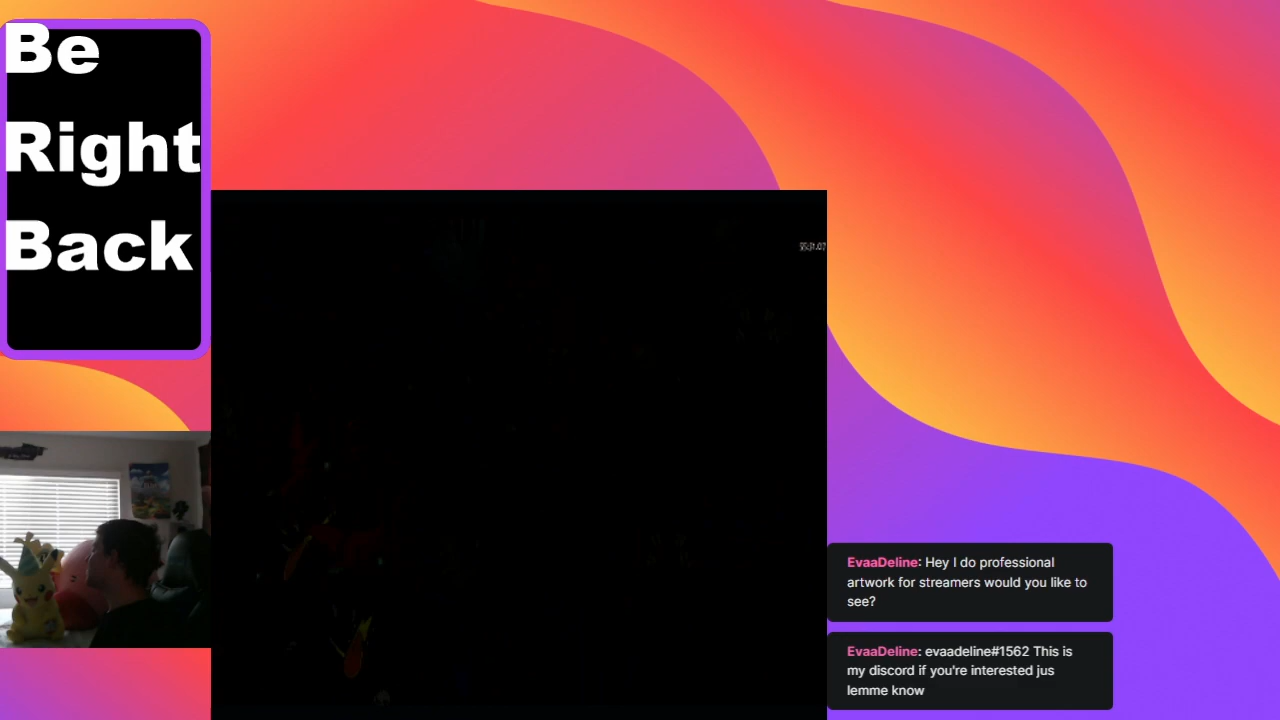 Be
Right
Back
EvaaDeline: Hey I do professional
artwork for streamers would you like to
see?
EvaaDeline: evaadeline#1562 This is
my discord if you're interested jus
lemme know